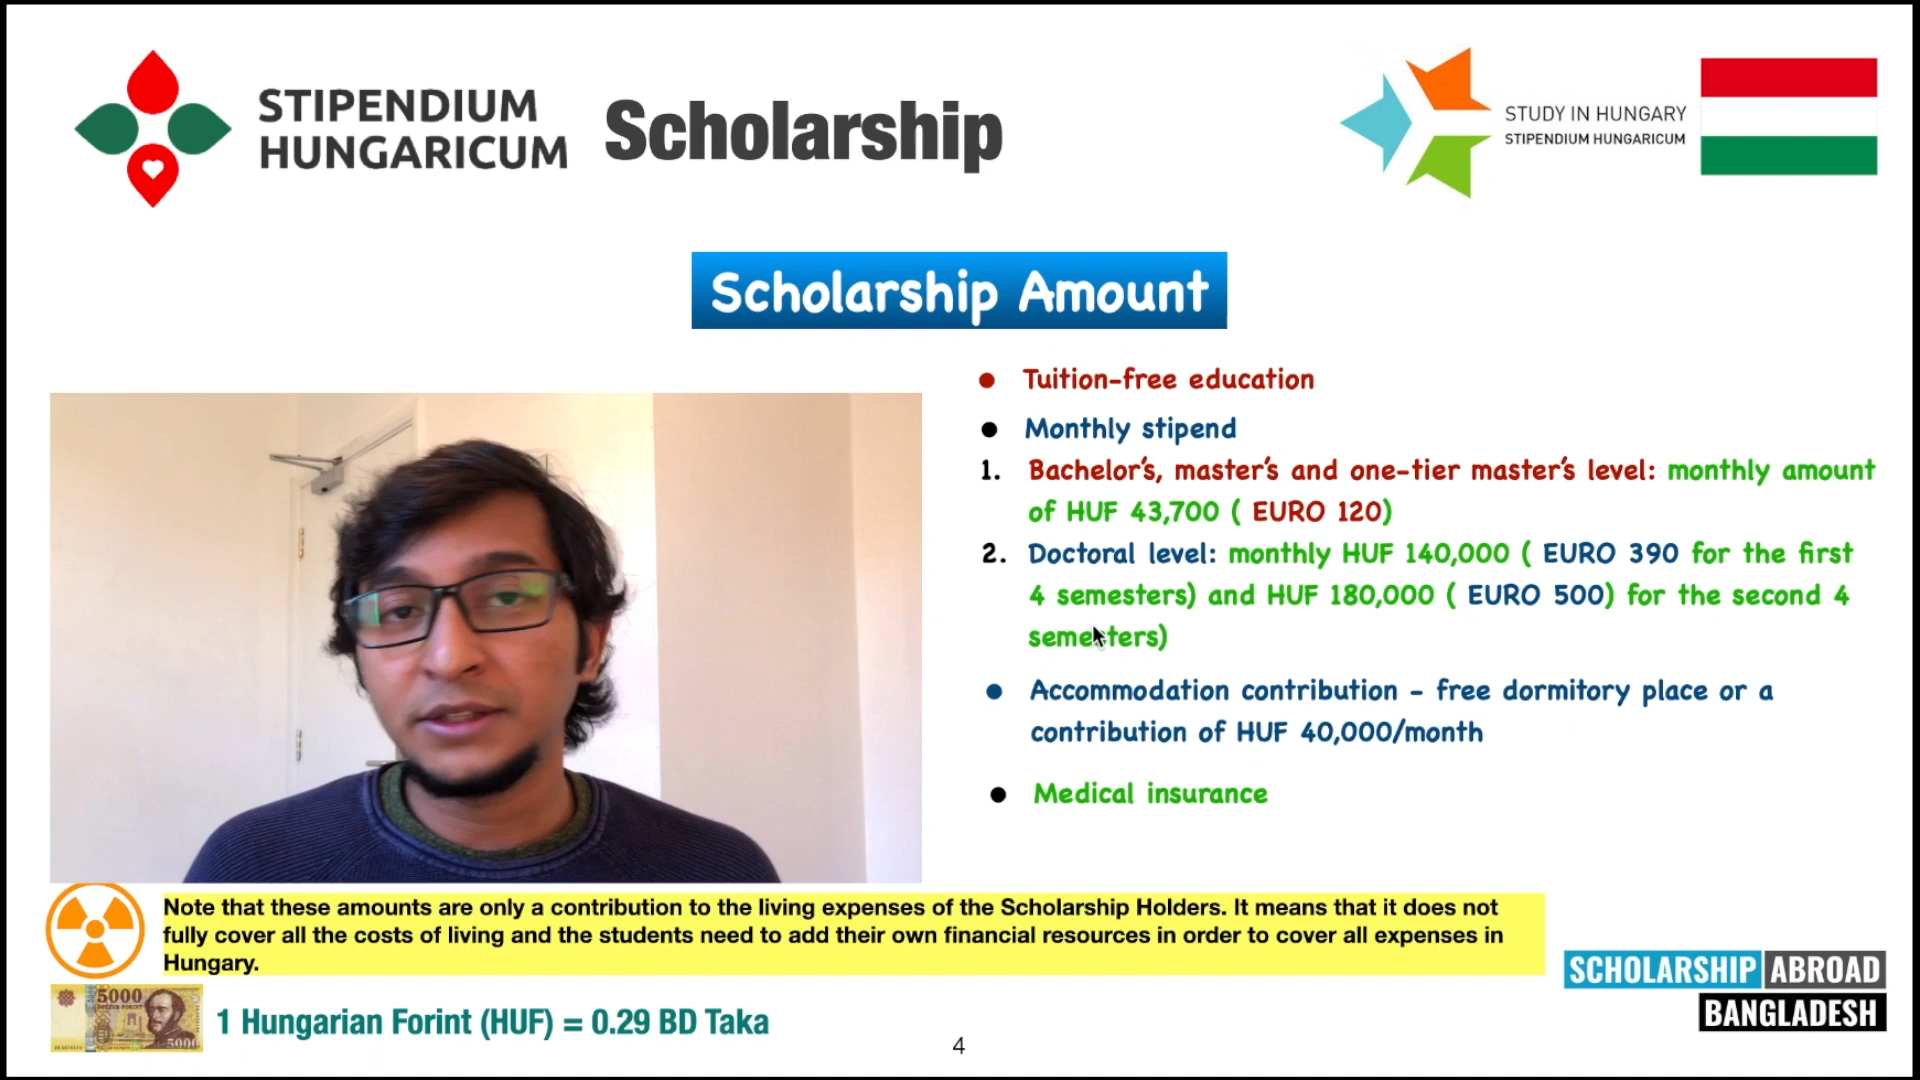 STIPENDIUM
HUNGARICUM
Scholarship
STUDY IN HUNGARY
STIPENDIUM HUNGARICUM
Scholarship Amount
● Tuition-free education
● Monthly stipend
1. Bachelor's, master's and one-tier master's level: monthly amount
of HUF 43,700 ( EURO 120)
2. Doctoral level: monthly HUF 140,000 ( EURO 390 for the first
4 semesters) and HUF 180,000 ( EURO 500) for the second 4
semesters)
● Accommodation contribution - free dormitory place or a
contribution of HUF 40,000/month
● Medical insurance
Note that these amounts are only a contribution to the living expenses of the Scholarship Holders. It means that it does not
fully cover all the costs of living and the students need to add their own financial resources in order to cover all expenses in
Hungary.
5000
5000
1 Hungarian Forint (HUF) = 0.29 BD Taka
SCHOLARSHIP ABROAD
BANGLADESH
4